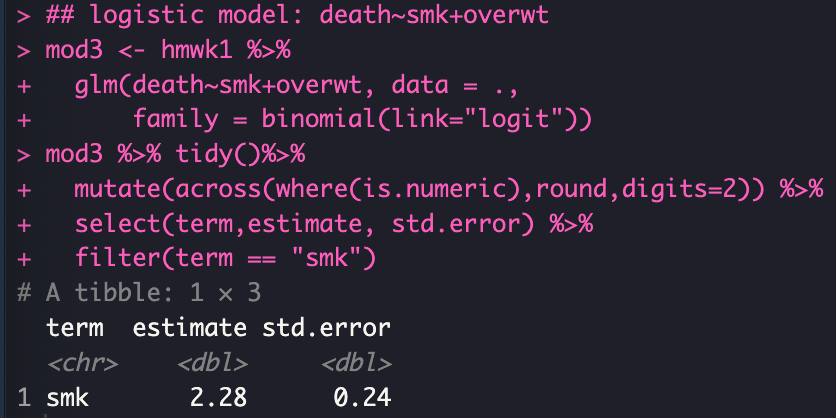 > ## logistic model: death~smk+overwt
> mod3 <- hmwk1 %>%
+   glm(death~smk+overwt, data = .,
+       family = binomial(link="logit"))
> mod3 %>% tidy()%>%
+   mutate(across(where(is.numeric),round,digits=2)) %>%
+   select(term,estimate, std.error) %>%
+   filter(term == "smk")
# A tibble: 1 × 3
  term  estimate std.error
  <chr>    <dbl>     <dbl>
1 smk       2.28      0.24